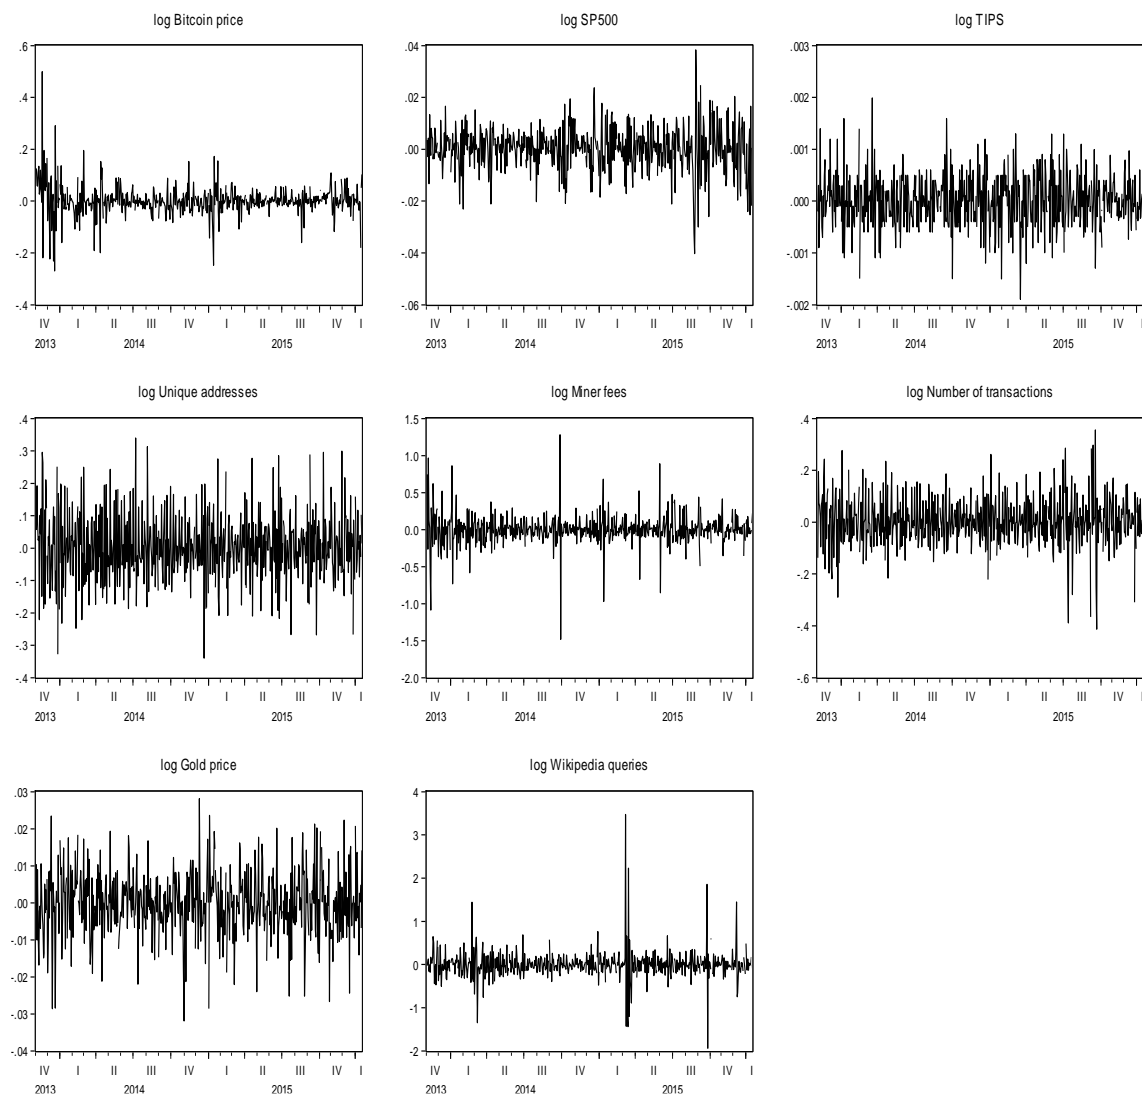 log Bitcoin price
.6
.4
.2
.0
-.2
-.4
IV I II III IV I II III IV I
2013 2014 2015
log SP500
.04
.02
.00
-.02
-.04
-.06
IV I II III IV I II III IV I
2013 2014 2015
log TIPS
.003
.002
.001
.000
-.001
-.002
IV I II III IV I II III IV I
2013 2014 2015
log Unique addresses
.4
.3
.2
.1
.0
-.1
-.2
-.3
-.4
IV I II III IV I II III IV I
2013 2014 2015
log Miner fees
1.5
1.0
0.5
0.0
-0.5
-1.0
-1.5
-2.0
IV I II III IV I II III IV I
2013 2014 2015
log Number of transactions
.4
.2
.0
-.2
-.4
-.6
IV I II III IV I II III IV I
2013 2014 2015
log Gold price
.03
.02
.01
.00
-.01
-.02
-.03
-.04
IV I II III IV I II III IV I
2013 2014 2015
log Wikipedia queries
4
3
2
1
0
-1
-2
IV I II III IV I II III IV I
2013 2014 2015